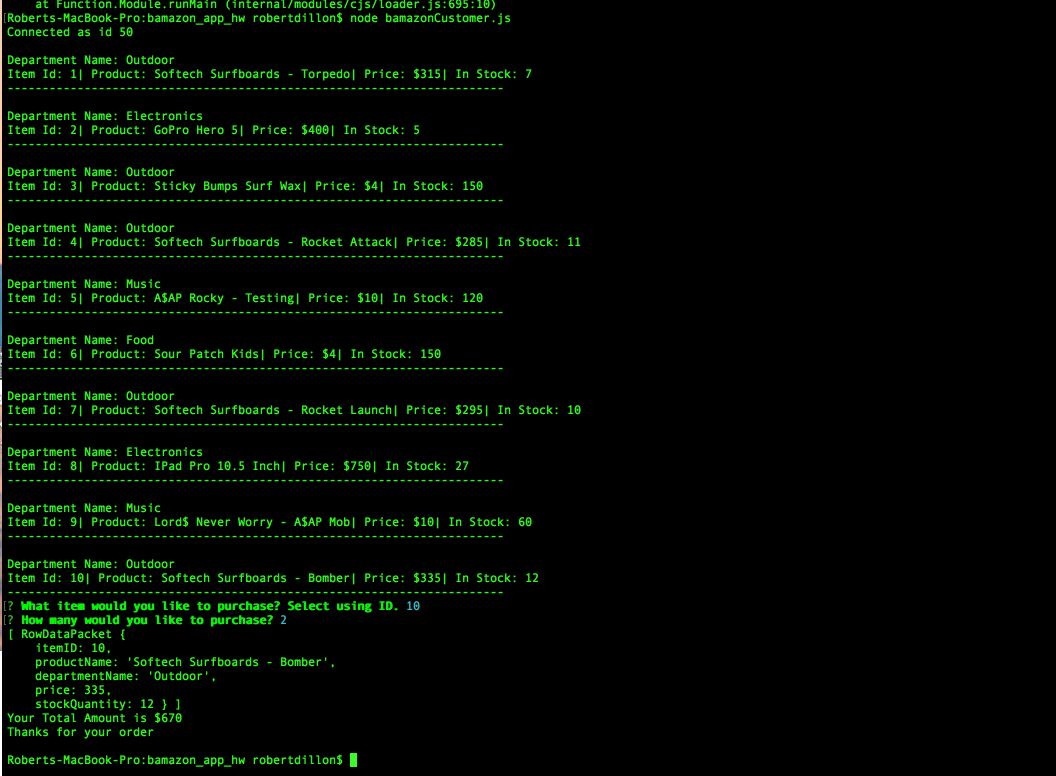 at Function.Module.runMain (internal/modules/cjs/loader.js:695:10)
[Roberts-MacBook-Pro:bamazon_app_hw robertdillon$ node bamazonCustomer.js
Connected as id 50
Department Name: Outdoor
Item Id: 1| Product: Softech Surfboards - Torpedo| Price: $315| In Stock: 7
-----------------------------------------------------------------------
Department Name: Electronics
Item Id: 2| Product: GoPro Hero 5| Price: $400| In Stock: 5
-----------------------------------------------------------------------
Department Name: Outdoor
Item Id: 3| Product: Sticky Bumps Surf Wax| Price: $4| In Stock: 150
-----------------------------------------------------------------------
Department Name: Outdoor
Item Id: 4| Product: Softech Surfboards - Rocket Attack| Price: $285| In Stock: 11
-----------------------------------------------------------------------
Department Name: Music
Item Id: 5| Product: A$AP Rocky - Testing| Price: $10| In Stock: 120
-----------------------------------------------------------------------
Department Name: Food
Item Id: 6| Product: Sour Patch Kids| Price: $4| In Stock: 150
-----------------------------------------------------------------------
Department Name: Outdoor
Item Id: 7| Product: Softech Surfboards - Rocket Launch| Price: $295| In Stock: 10
-----------------------------------------------------------------------
Department Name: Electronics
Item Id: 8| Product: IPad Pro 10.5 Inch| Price: $750| In Stock: 27
-----------------------------------------------------------------------
Department Name: Music
Item Id: 9| Product: Lord$ Never Worry - A$AP Mob| Price: $10| In Stock: 60
-----------------------------------------------------------------------
Department Name: Outdoor
Item Id: 10| Product: Softech Surfboards - Bomber| Price: $335| In Stock: 12
-----------------------------------------------------------------------
[? What item would you like to purchase? Select using ID. 10
[? How many would you like to purchase? 2
[ RowDataPacket {
itemID: 10,
productName: 'Softech Surfboards - Bomber',
departmentName: 'Outdoor',
price: 335,
stockQuantity: 12 } ]
Your Total Amount is $670
Thanks for your order
Roberts-MacBook-Pro:bamazon_app_hw robertdillon$